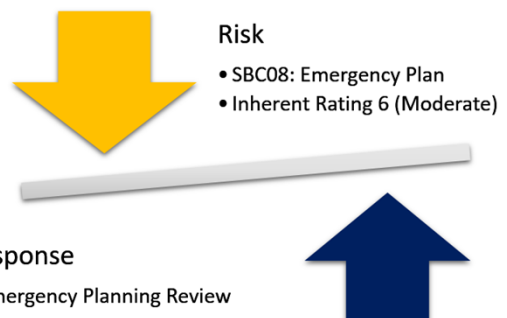 Risk
• SBC08: Emergency Plan
• Inherent Rating 6 (Moderate)
sponse
mergency Planning Review